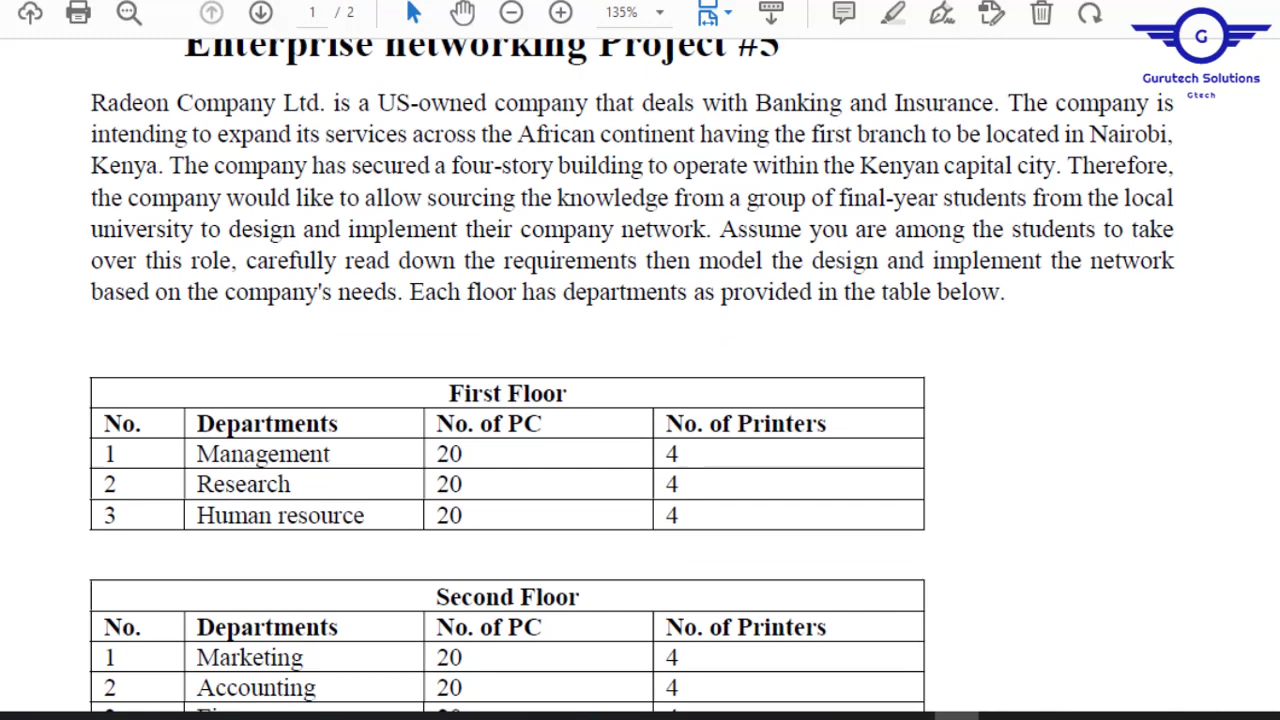 1 / 2
135%
G
Gurutech Solutions
Gtech
Enterprise networking Project #5
Radeon Company Ltd. is a US-owned company that deals with Banking and Insurance. The company is
intending to expand its services across the African continent having the first branch to be located in Nairobi,
Kenya. The company has secured a four-story building to operate within the Kenyan capital city. Therefore,
the company would like to allow sourcing the knowledge from a group of final-year students from the local
university to design and implement their company network. Assume you are among the students to take
over this role, carefully read down the requirements then model the design and implement the network
based on the company's needs. Each floor has departments as provided in the table below.
First Floor
No. Departments No. of PC No. of Printers
1 Management 20 4
2 Research 20 4
3 Human resource 20 4
Second Floor
No. Departments No. of PC No. of Printers
1 Marketing 20 4
2 Accounting 20 4